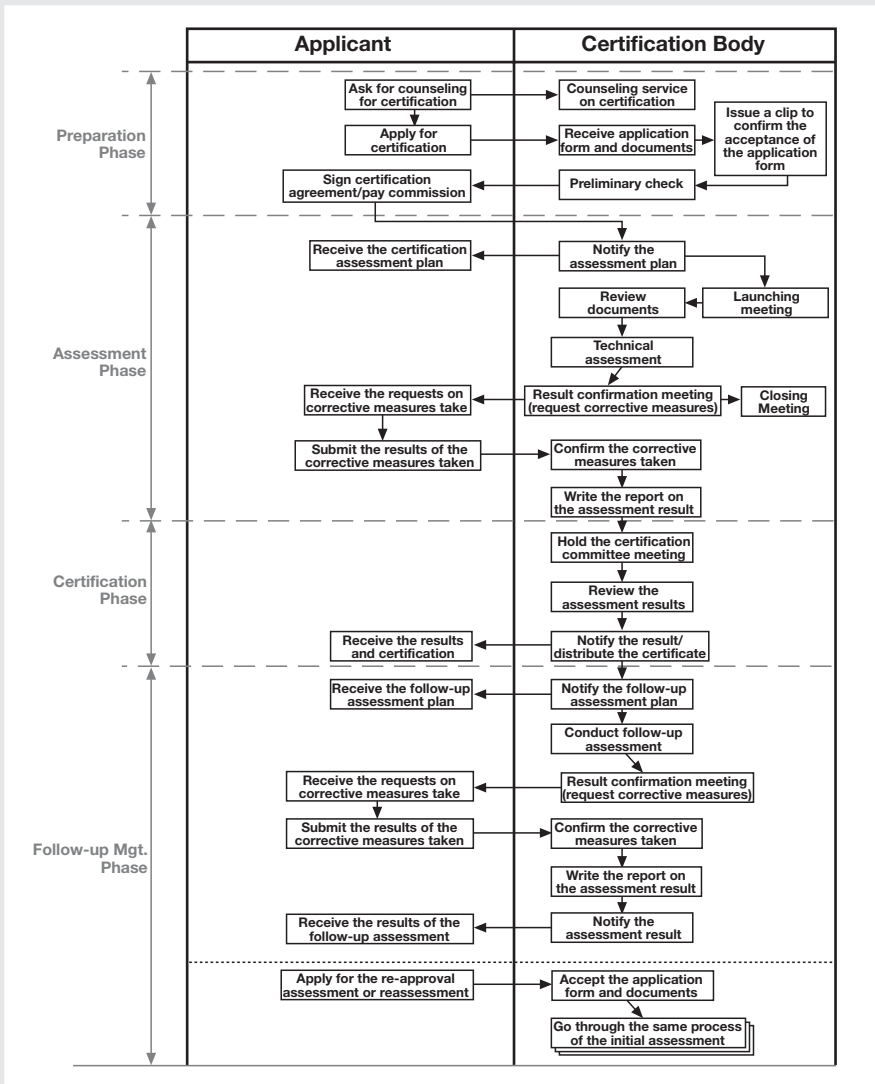 Applicant
Certification Body
Preparation
Phase
Ask for counseling
for certification
Counseling service
on certification
Issue a clip to
confirm the
acceptance of
the application
form
Apply for
certification
Receive application
form and documents
Sign certification
agreement/pay commission
Preliminary check
Assessment
Phase
Receive the certification
assessment plan
Notify the
assessment plan
Review
documents
Launching
meeting
Technical
assessment
Receive the requests on
corrective measures take
Result confirmation meeting
(request corrective measures)
Closing
Meeting
Submit the results of the
corrective measures taken
Confirm the corrective
measures taken
Write the report on
the assessment result
Certification
Phase
Hold the certification
committee meeting
Review the
assessment results
Receive the results
and certification
Notify the result/
distribute the certificate
Follow-up Mgt.
Phase
Receive the follow-up
assessment plan
Notify the follow-up
assessment plan
Conduct follow-up
assessment
Receive the requests on
corrective measures take
Result confirmation meeting
(request corrective measures)
Submit the results of the
corrective measures taken
Confirm the corrective
measures taken
Write the report on
the assessment result
Receive the results of the
follow-up assessment
Notify the
assessment result
Apply for the re-approval
assessment or reassessment
Accept the application
form and documents
Go through the same process
of the initial assessment